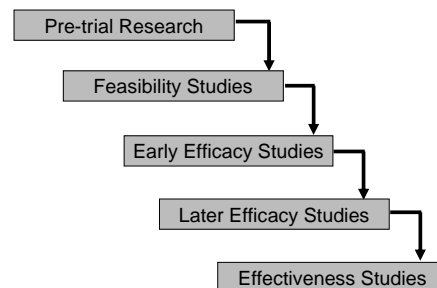 Pre-trial Research
Feasibility Studies
Early Efficacy Studies
Later Efficacy Studies
Effectiveness Studies